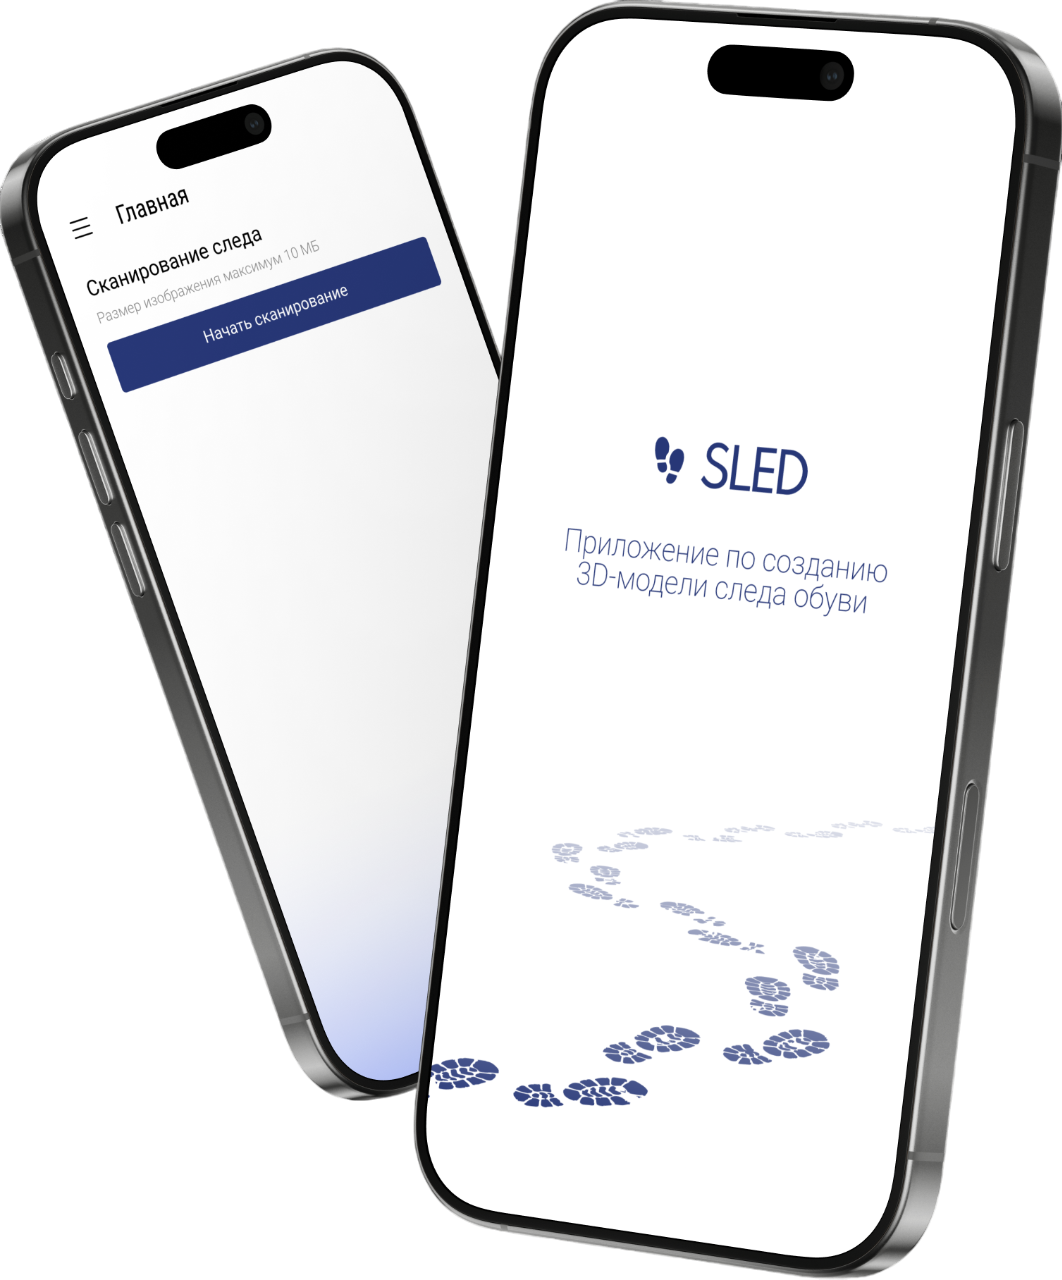 Главная
Сканирование следа
Размер изображения максимум 10 МБ
Начать сканирование
SLED
Приложение по созданию
3D-модели следа обуви